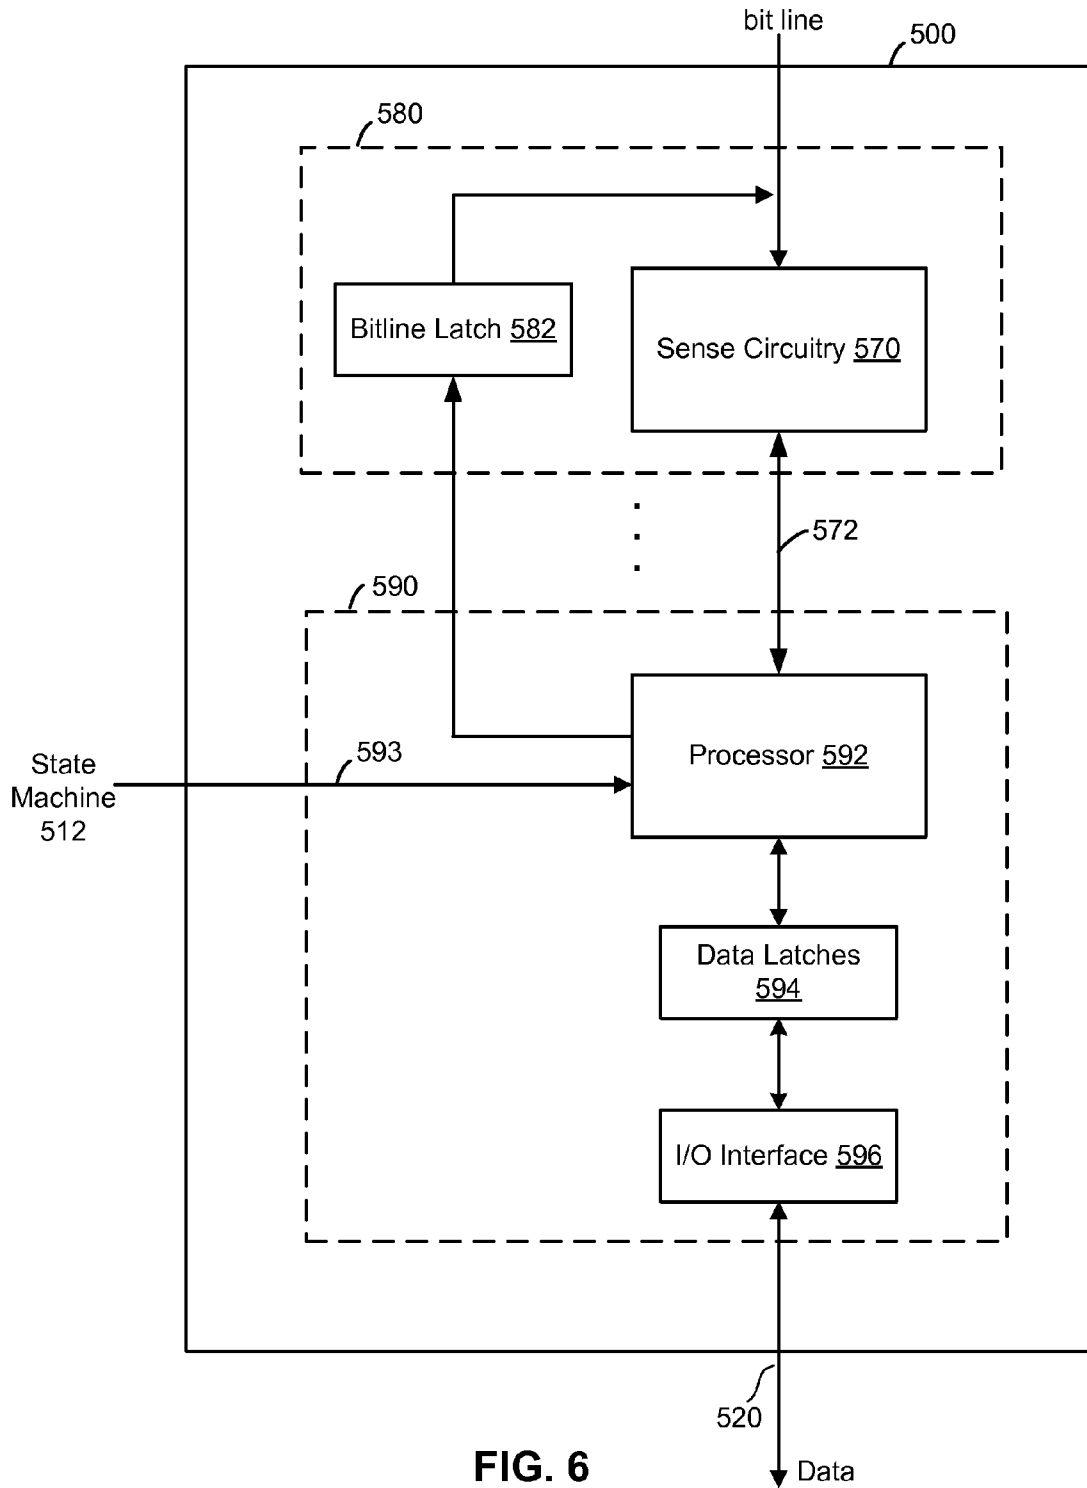 bit line
500
580
Bitline Latch 582
Sense Circuitry 570
572
590
593
State
Machine
512
Processor 592
Data Latches
594
I/O Interface 596
520
FIG. 6
Data